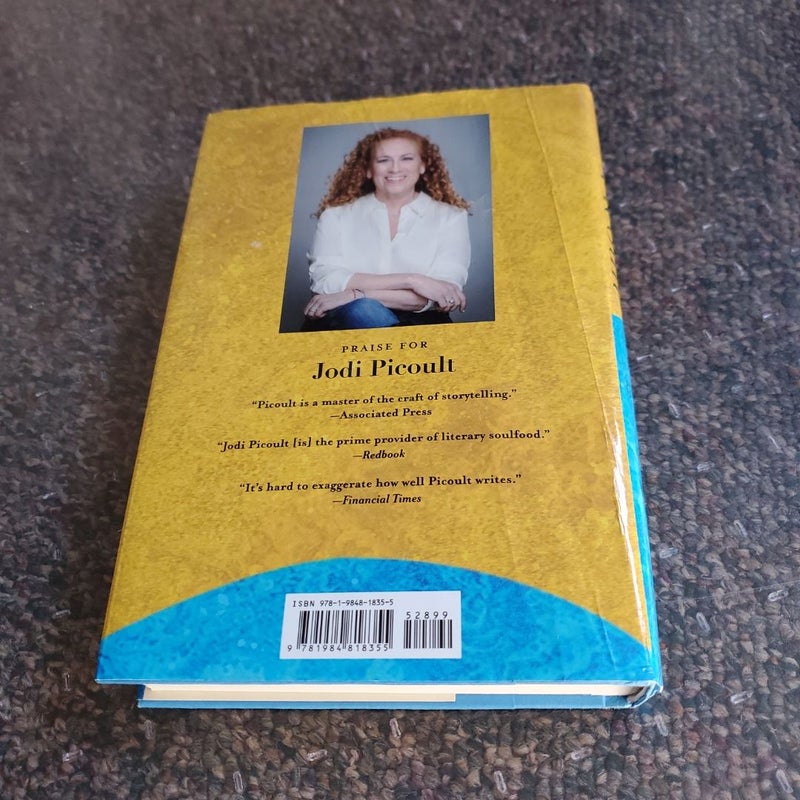 PRAISE FOR
Jodi Picoult
“Picoult is a master of the craft of storytelling.”
—Associated Press
“Jodi Picoult [is] the prime provider of literary soulfood.”
—Redbook
“It’s hard to exaggerate how well Picoult writes.”
—Financial Times
ISBN 978-1-9848-1835-5
52899
9 781984 818355